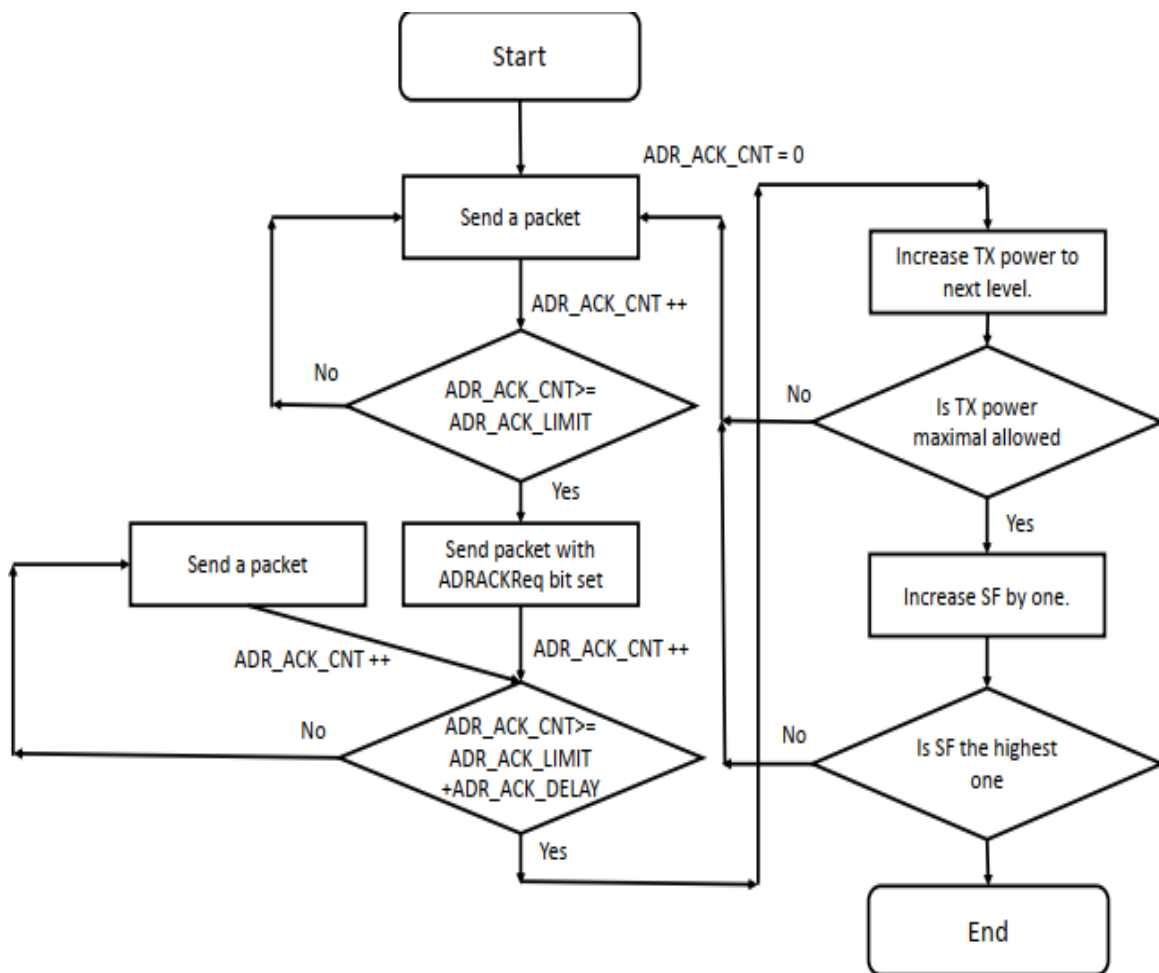 Start
ADR_ACK_CNT = 0
Send a packet
ADR_ACK_CNT ++
No
ADR_ACK_CNT>=
ADR_ACK_LIMIT
Yes
Send a packet
Send packet with
ADRACKReq bit set
ADR_ACK_CNT ++
ADR_ACK_CNT ++
No
ADR_ACK_CNT>=
ADR_ACK_LIMIT
+ADR_ACK_DELAY
Yes
Increase TX power to
next level.
No
Is TX power
maximal allowed
Yes
Increase SF by one.
No
Is SF the highest
one
End